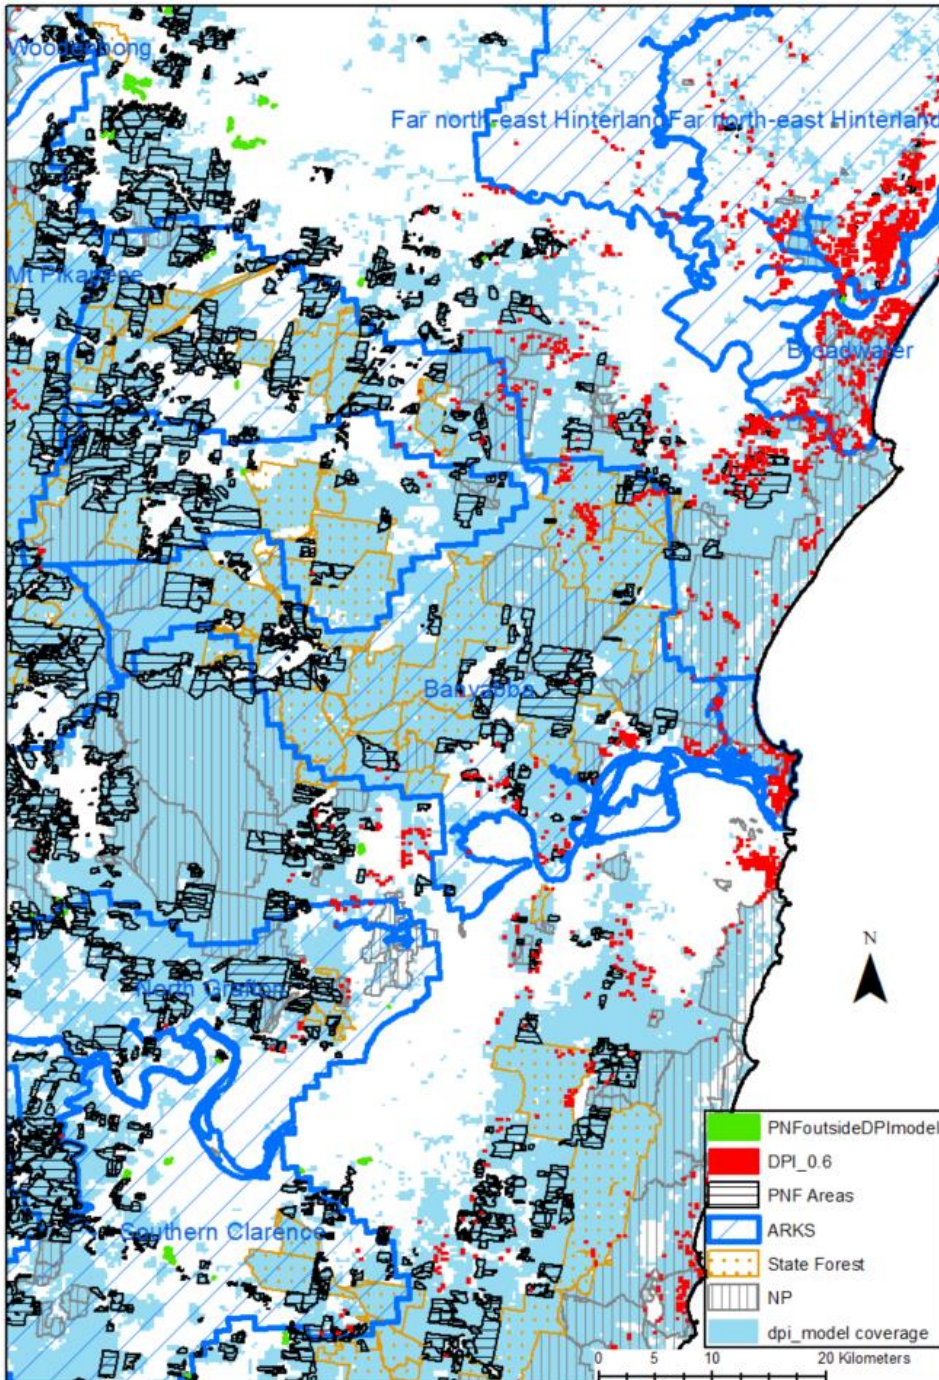 Woodenbong
Far north-east Hinterland Far north-east Hinterland
Mt Pikapene
Broadwater
Banyabba
N
North Grafton
Southern Clarence
PNFoutsideDPImodel
DPI_0.6
PNF Areas
ARKS
State Forest
NP
dpi_model coverage
0 5 10 20 Kilometers